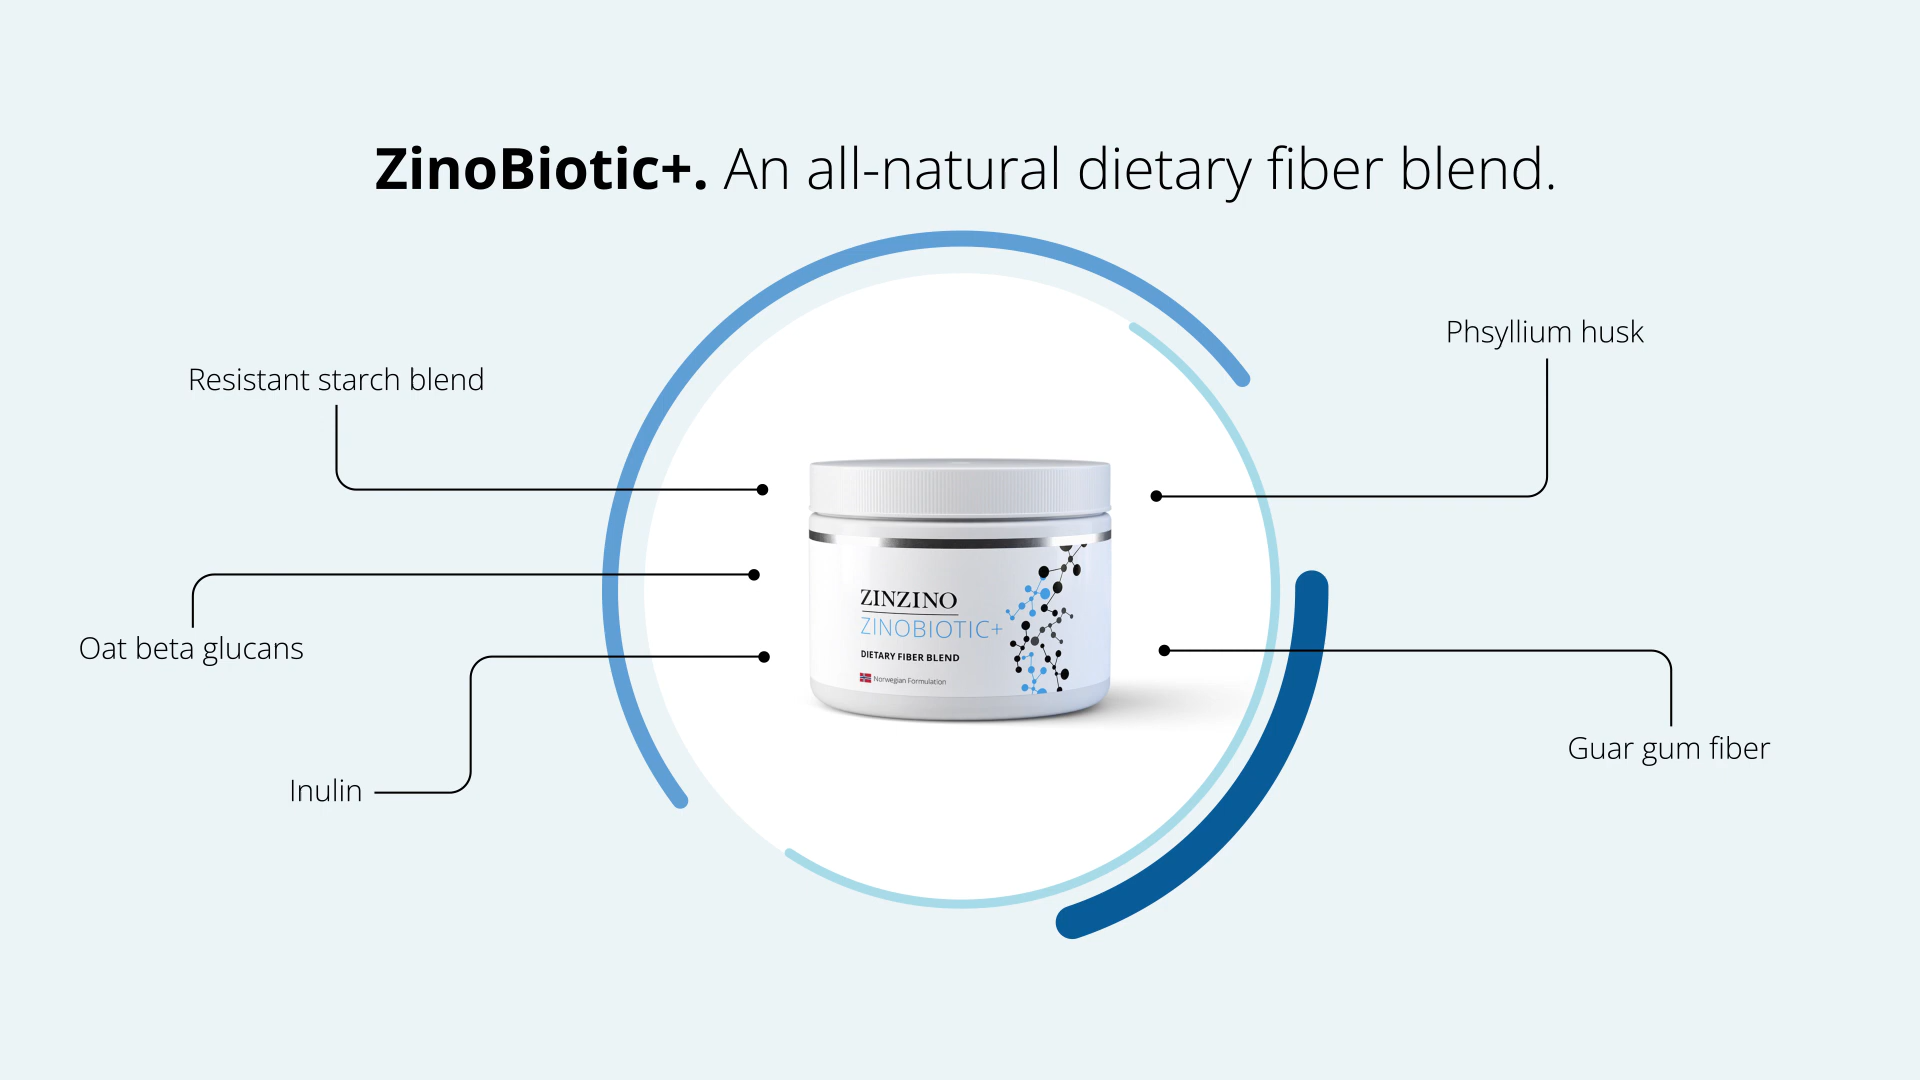 ZinoBiotic+. An all-natural dietary fiber blend.
Phsyllium husk
Resistant starch blend
ZINZINO
ZINOBIOTIC+
DIETARY FIBER BLEND
Norwegian Formulation
Oat beta glucans
Guar gum fiber
Inulin